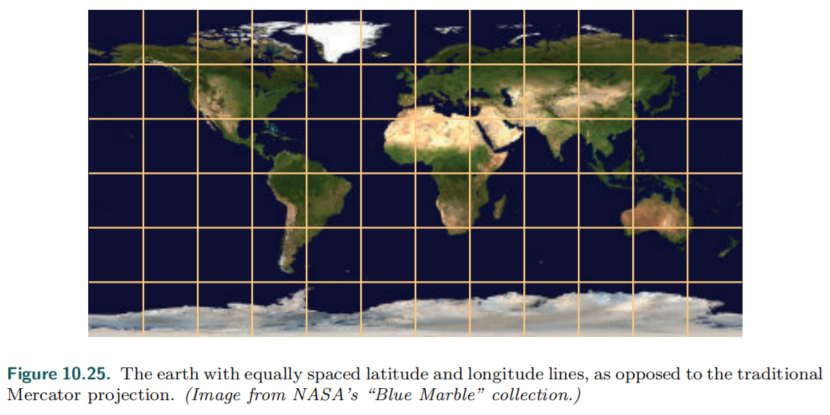 Figure 10.25. The earth with equally spaced latitude and longitude lines, as opposed to the traditional
Mercator projection. (Image from NASA's “Blue Marble” collection.)